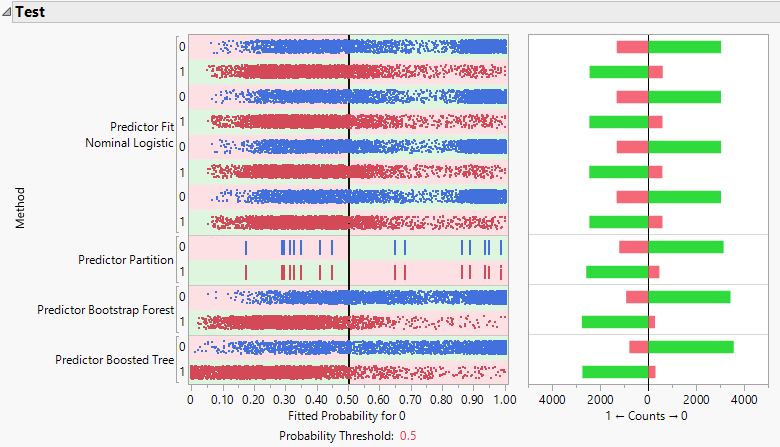 Test
Method
Predictor Fit
Nominal Logistic
0
1
0
1
0
1
0
1
Predictor Partition
0
1
Predictor Bootstrap Forest
0
1
Predictor Boosted Tree
0
1
0 0.10 0.20 0.30 0.40 0.50 0.60 0.70 0.80 0.90 1.00
Fitted Probability for 0
4000 2000 0 2000 4000
1 ← Counts → 0
Probability Threshold: 0.5